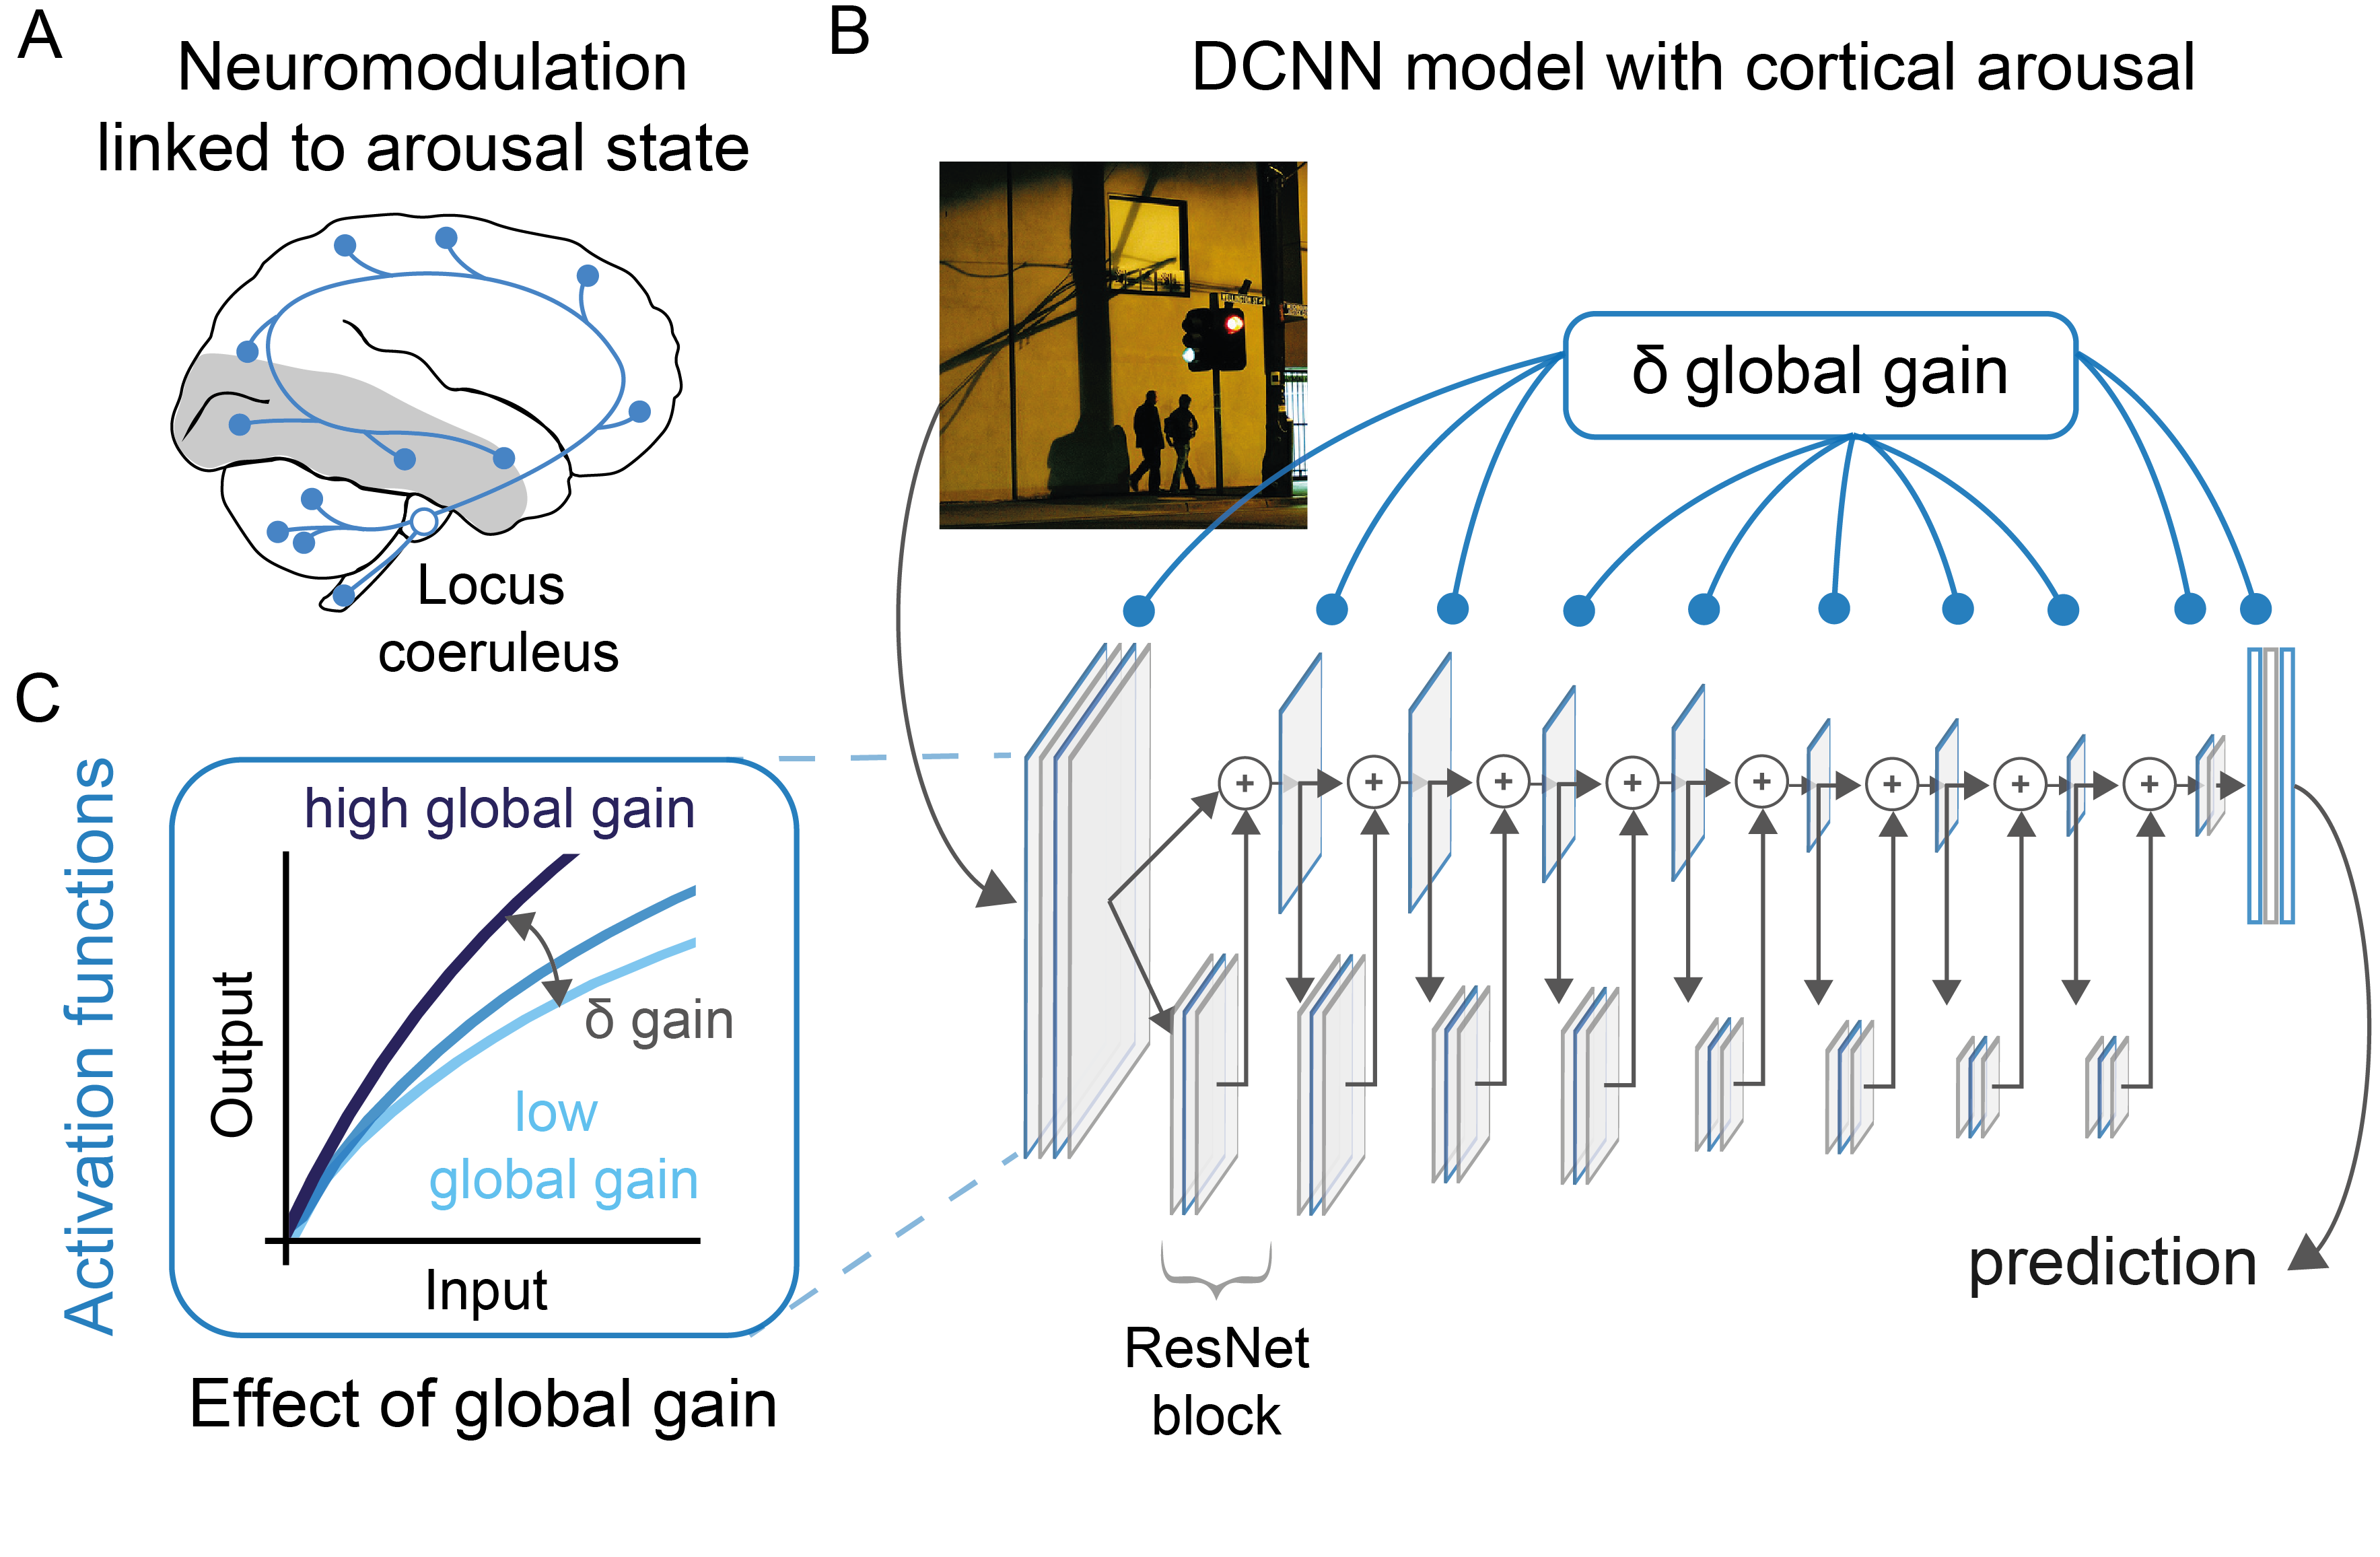 A
Neuromodulation
linked to arousal state
Locus
coeruleus
B
DCNN model with cortical arousal
δ global gain
+ + + + + + + +
ResNet
block
prediction
C
Activation functions
high global gain
δ gain
low
global gain
Output
Input
Effect of global gain